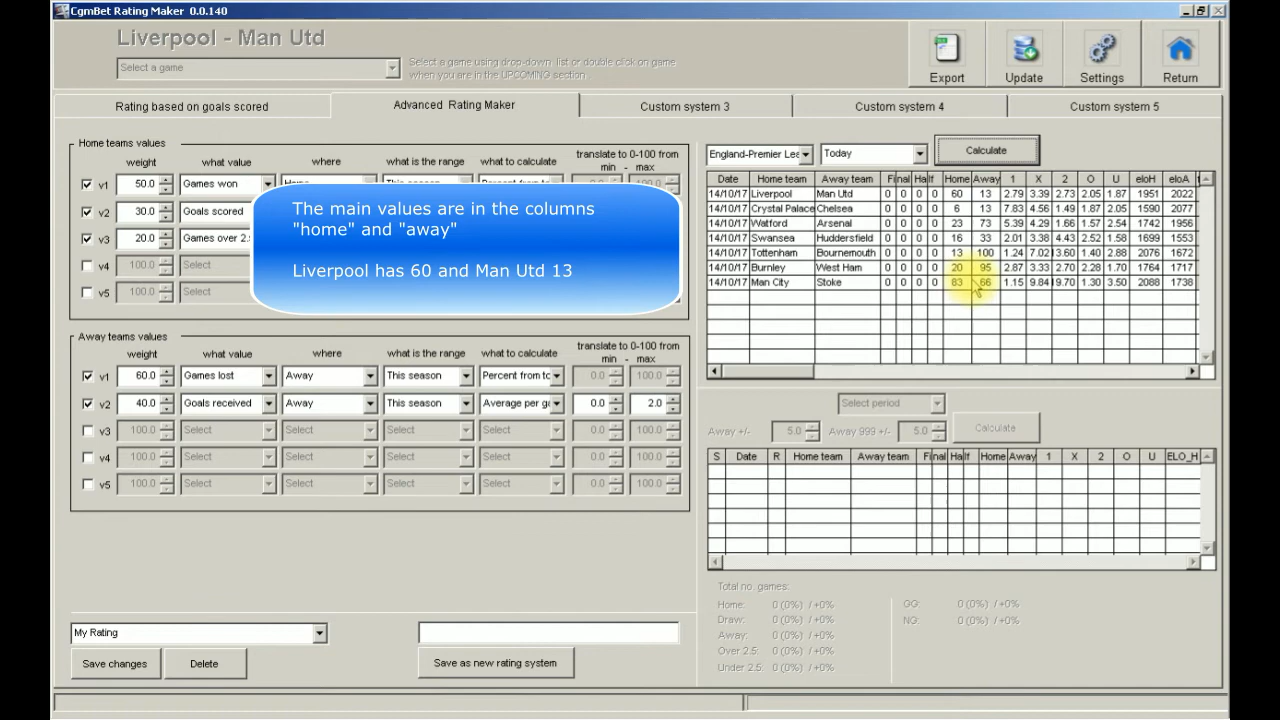 CgmBet Rating Maker 0.0.140
Liverpool - Man Utd
Select a game
Select a game using drop-down list or double click on game
when you are in the UPCOMING section.
Export Update Settings Return
Rating based on goals scored Advanced Rating Maker Custom system 3 Custom system 4 Custom system 5
Home teams values
weight what value where what is the range what to calculate translate to 0-100 from
min - max
v1 50.0 Games won
v2 30.0 Goals scored
v3 20.0 Games over 2.
v4 100.0 Select
v5 100.0 Select
The main values are in the columns
"home" and "away"
Liverpool has 60 and Man Utd 13
Away teams values
weight what value where what is the range what to calculate translate to 0-100 from
min - max
v1 60.0 Games lost Away This season Percent from to 0.0 100.0
v2 40.0 Goals received Away This season Average per ga 0.0 2.0
v3 100.0 Select Select Select Select 0.0 100.0
v4 100.0 Select Select Select Select 0.0 100.0
v5 100.0 Select Select Select Select 0.0 100.0
My Rating
Save changes Delete Save as new rating system
England-Premier Lea Today Calculate
Date Home team Away team Final Half Home Away 1 X 2 O U eloH eloA
14/10/17 Liverpool Man Utd 0 0 0 0 60 13 2.79 3.39 2.73 2.05 1.87 1951 2022
14/10/17 Crystal Palace Chelsea 0 0 0 0 6 13 7.83 4.56 1.49 1.87 2.05 1590 2077
14/10/17 Watford Arsenal 0 0 0 0 23 73 5.39 4.29 1.66 1.57 2.54 1742 1956
14/10/17 Swansea Huddersfield 0 0 0 0 16 33 2.01 3.38 4.43 2.52 1.58 1699 1553
14/10/17 Tottenham Bournemouth 0 0 0 0 13 100 1.24 7.02 13.60 1.40 2.88 2076 1672
14/10/17 Burnley West Ham 0 0 0 0 20 95 2.87 3.33 2.70 2.28 1.70 1764 1717
14/10/17 Man City Stoke 0 0 0 0 83 66 1.15 9.84 19.70 1.30 3.50 2088 1738
Select period
Away +/- 5.0 Away 999 +/- 5.0 Calculate
S Date R Home team Away team Final Half Home Away 1 X 2 O U ELO_H
Total no. games:
Home: 0 (0%) / +0% GG: 0 (0%) / +0%
Draw: 0 (0%) / +0% NG: 0 (0%) / +0%
Away: 0 (0%) / +0%
Over 2.5: 0 (0%) / +0%
Under 2.5: 0 (0%) / +0%